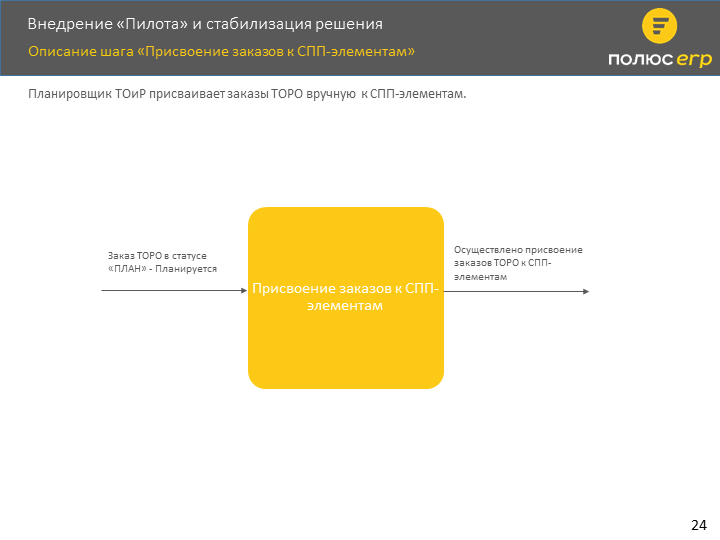 Внедрение «Пилота» и стабилизация решения
Описание шага «Присвоение заказов к СПП-элементам»
ПОЛЮС erp
Планировщик ТОиР присваивает заказы ТОРО вручную к СПП-элементам.
Заказ ТОРО в статусе
«ПЛАН» - Планируется
Присвоение заказов к СПП-
элементам
Осуществлено присвоение
заказов ТОРО к СПП-
элементам
24